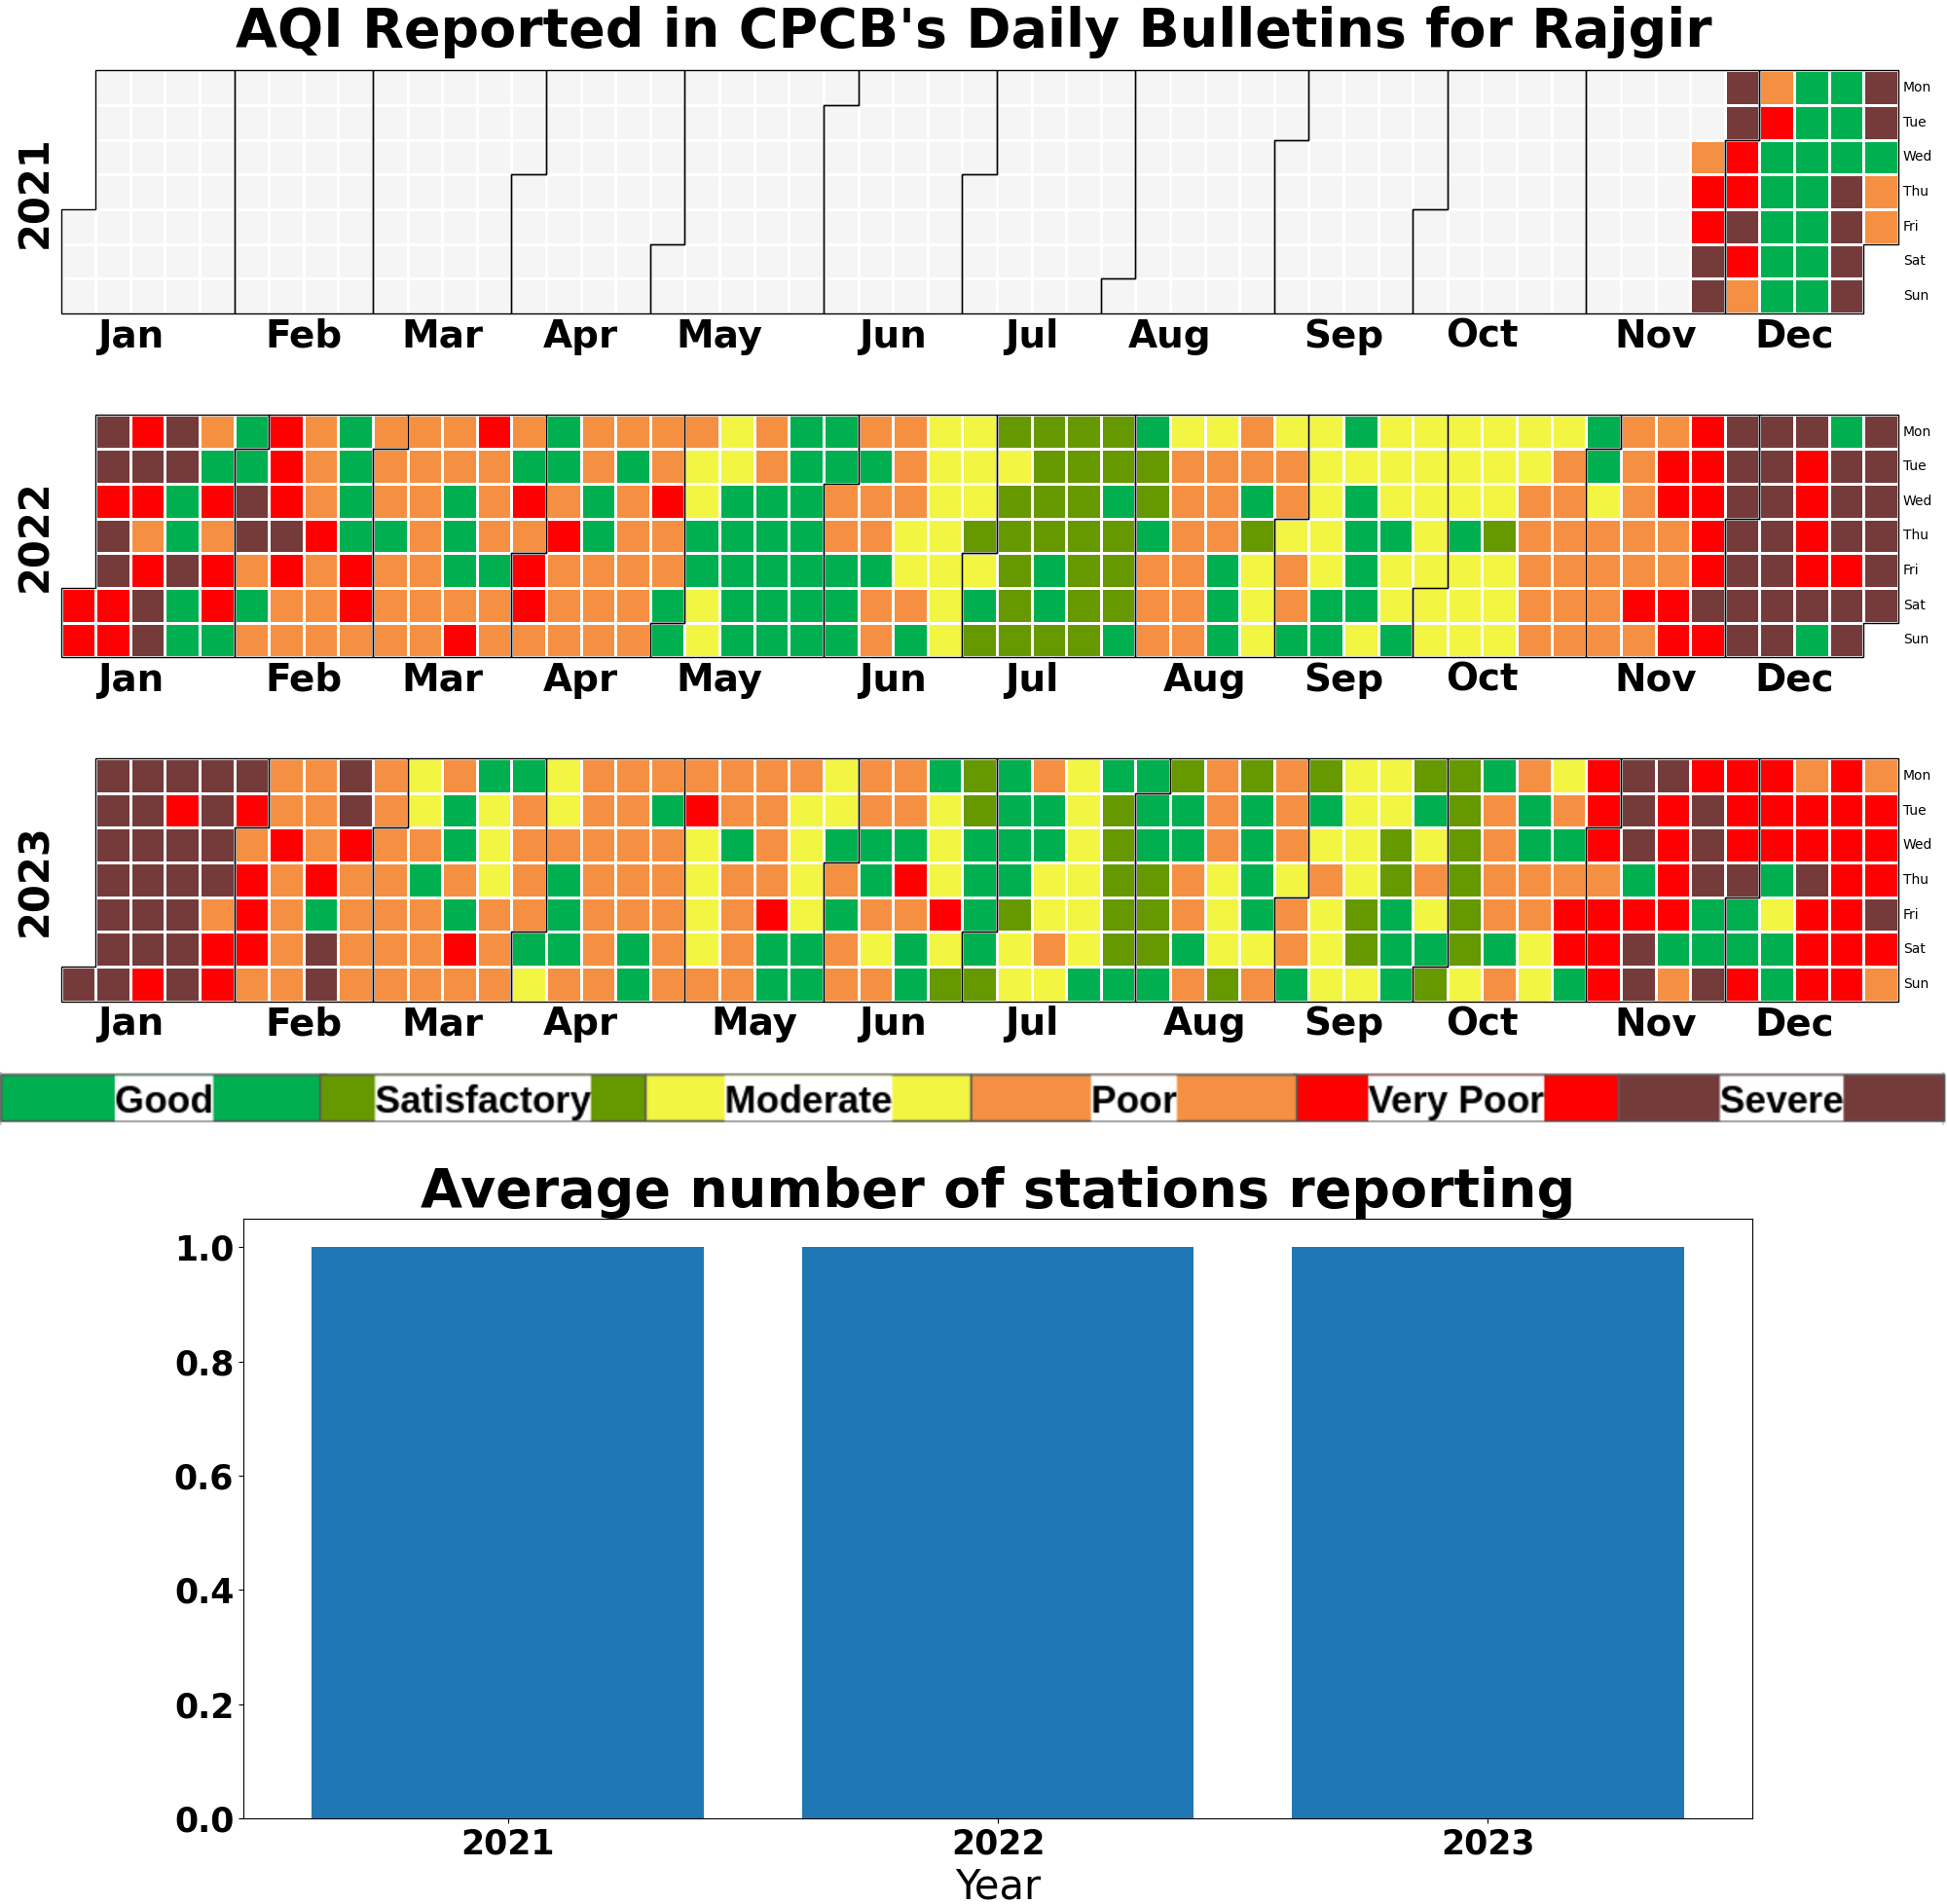 AQI Reported in CPCB's Daily Bulletins for Rajgir
2021
Mon
Tue
Wed
Thu
Fri
Sat
Sun
Jan Feb Mar Apr May Jun Jul Aug Sep Oct Nov Dec
2022
Mon
Tue
Wed
Thu
Fri
Sat
Sun
Jan Feb Mar Apr May Jun Jul Aug Sep Oct Nov Dec
2023
Mon
Tue
Wed
Thu
Fri
Sat
Sun
Jan Feb Mar Apr May Jun Jul Aug Sep Oct Nov Dec
Good Satisfactory Moderate Poor Very Poor Severe
Average number of stations reporting
1.0
0.8
0.6
0.4
0.2
0.0
2021 2022 2023
Year